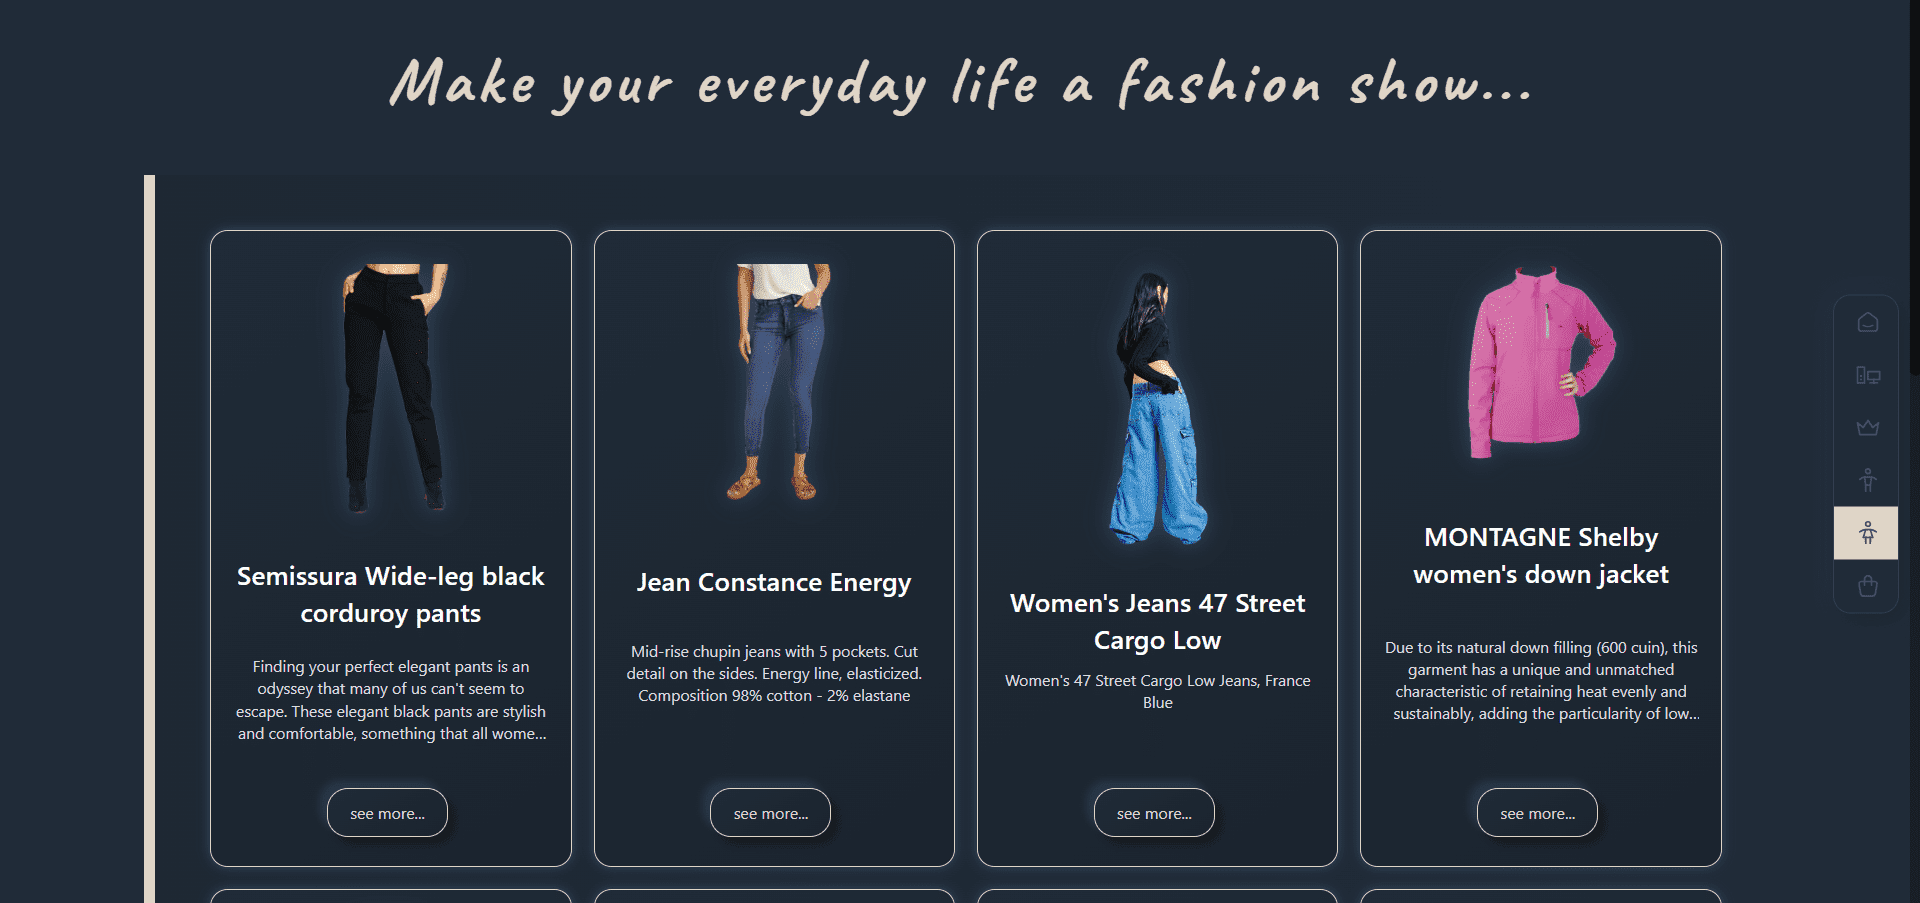 Make your everyday life a fashion show...
Semissura Wide-leg black
corduroy pants
Finding your perfect elegant pants is an
odyssey that many of us can't seem to
escape. These elegant black pants are stylish
and comfortable, something that all wome...
see more...
Jean Constance Energy
Mid-rise chupin jeans with 5 pockets. Cut
detail on the sides. Energy line, elasticized.
Composition 98% cotton - 2% elastane
see more...
Women's Jeans 47 Street
Cargo Low
Women's 47 Street Cargo Low Jeans, France
Blue
see more...
MONTAGNE Shelby
women's down jacket
Due to its natural down filling (600 cuin), this
garment has a unique and unmatched
characteristic of retaining heat evenly and
sustainably, adding the particularity of low...
see more...